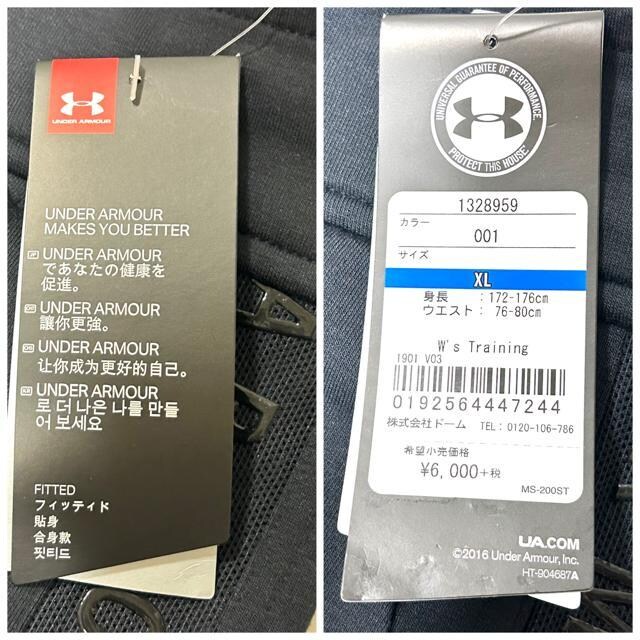 UNDER ARMOUR
UNDER ARMOUR
MAKES YOU BETTER
JP UNDER ARMOUR
であなたの健康を
促進。
UNDER ARMOUR
讓你更強。
UNDER ARMOUR
让你成为更好的自己。
KR UNDER ARMOUR
로 더 나은 나를 만들
어 보세요
FITTED
フィッティド
貼身
合身款
핏티드
UNIVERSAL GUARANTEE OF PERFORMANCE.
PROTECT THIS HOUSE.
1328959
カラー
001
サイズ
XL
身長 : 172-176cm
ウエスト : 76-80cm
W's Training
1901 V03
0192564447244
株式会社ドーム TEL: 0120-106-786
希望小売価格
¥6,000+税
MS-200ST
UA.COM
©2016 Under Armour, Inc.
HT-904687A